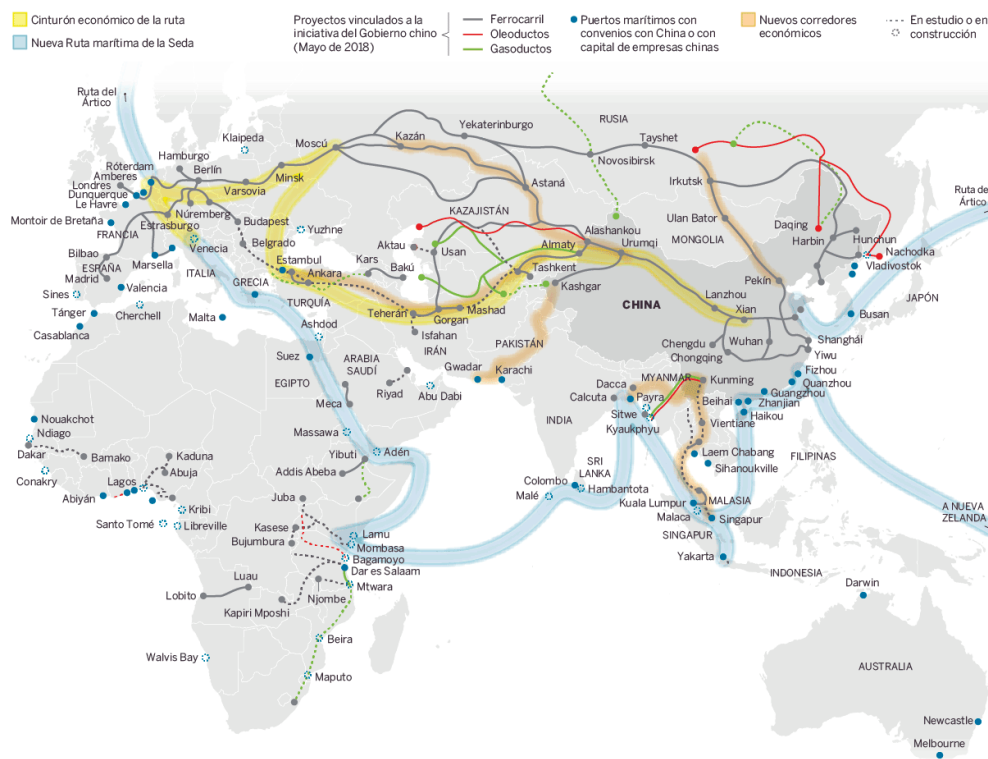 Cinturón económico de la ruta
Nueva Ruta marítima de la Seda
Proyectos vinculados a la
iniciativa del Gobierno chino
(Mayo de 2018)
Ferrocarril
Oleoductos
Gasoductos
Puertos marítimos con
convenios con China o con
capital de empresas chinas
Nuevos corredores
económicos
En estudio o en
construcción
Ruta del
Ártico
Klaipeda
Hamburgo
Berlín
Róterdam
Amberes
Londres
Dunquerque
Le Havre
Montoir de Bretaña
FRANCIA
Estrasburgo
Núremberg
Varsovia
Minsk
Moscú
Kazán
Yekaterinburgo
RUSIA
Tayshet
Novosibirsk
Astaná
Irkutsk
Ulan Bator
MONGOLIA
Daqing
Harbin
Hunchun
Nachodka
Vladivostok
Ruta del
Ártico
Budapest
Belgrado
Yuzhne
Venecia
Bilbao
ESPAÑA
Madrid
Marsella
ITALIA
Valencia
Sines
Tánger
Casablanca
Cherchell
Malta
GRECIA
Estambul
Ankara
TURQUÍA
Kars
Bakú
Aktau
Usan
KAZAJISTÁN
Almaty
Alashankou
Urumqi
Tashkent
Kashgar
Teherán
Gorgan
Mashad
Isfahan
IRÁN
PAKISTÁN
CHINA
Pekín
Lanzhou
Xian
JAPÓN
Busan
Chengdu
Chongqing
Wuhan
Shanghái
Yiwu
Fizhou
Quanzhou
Guangzhou
Zhanjian
Beihai
Haikou
Ashdod
Suez
EGIPTO
ARABIA
SAUDÍ
Riyad
Abu Dabi
Meca
Gwadar
Karachi
INDIA
Dacca
Calcuta
Payra
Sitwe
Kyaukphyu
MYANMAR
Kunming
Vientiane
Laem Chabang
Sihanoukville
FILIPINAS
Nouakchot
Ndiago
Dakar
Bamako
Conakry
Kaduna
Abuja
Lagos
Abiyán
Kribi
Santo Tomé
Libreville
Massawa
Yibuti
Adén
Addis Abeba
Juba
Kasese
Bujumbura
Lamu
Mombasa
Bagamoyo
Dar es Salaam
Mtwara
SRI
LANKA
Colombo
Hambantota
Malé
Kuala Lumpur
MALASIA
Malaca
Singapur
SINGAPUR
Yakarta
INDONESIA
A NUEVA
ZELANDA
Luau
Lobito
Kapiri Mposhi
Njombe
Beira
Walvis Bay
Maputo
Darwin
AUSTRALIA
Newcastle
Melbourne